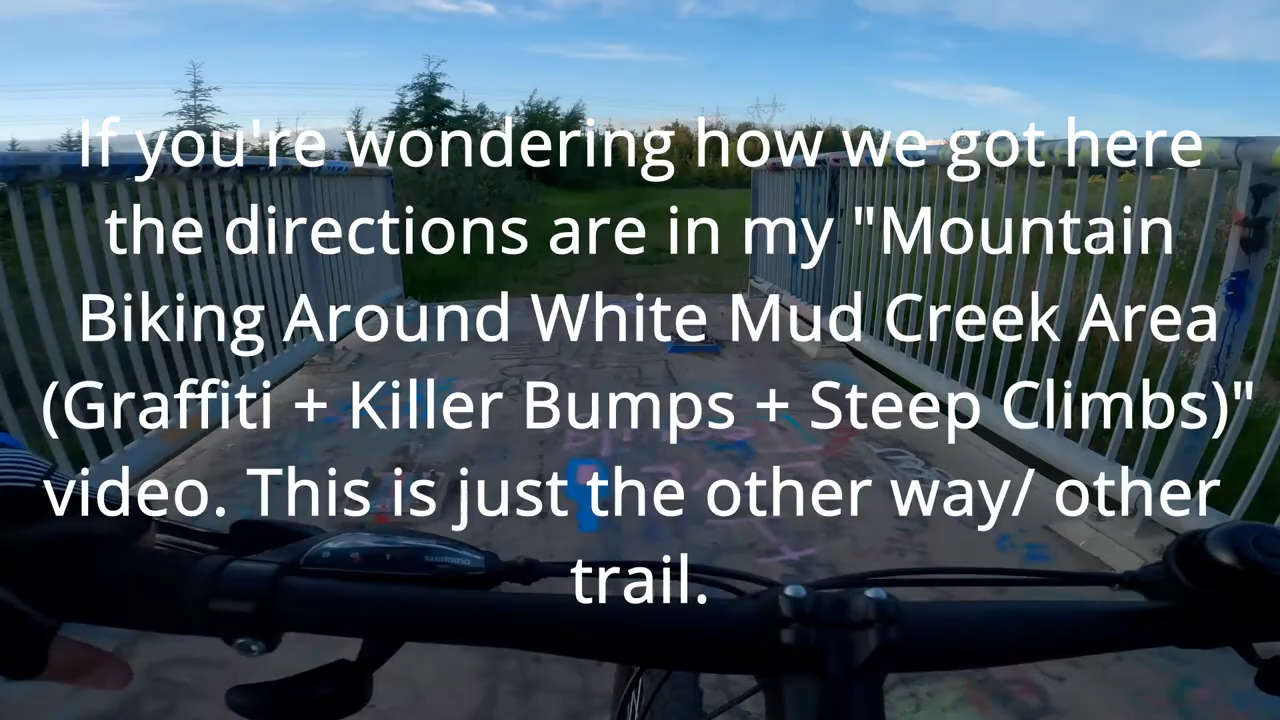 If you're wondering how we got here
the directions are in my "Mountain
Biking Around White Mud Creek Area
(Graffiti + Killer Bumps + Steep Climbs)"
video. This is just the other way/ other
trail.
SHIMANO